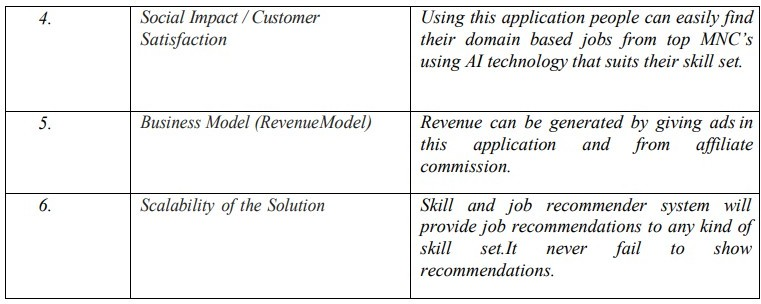 4.
Social Impact / Customer
Satisfaction
Using this application people can easily find
their domain based jobs from top MNC's
using AI technology that suits their skill set.
5.
Business Model (RevenueModel)
Revenue can be generated by giving ads in
this application and from affiliate
commission.
6.
Scalability of the Solution
Skill and job recommender system will
provide job recommendations to any kind of
skill set.It never fail to show
recommendations.